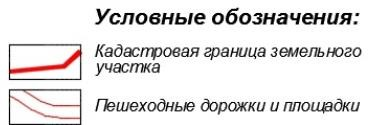 Условные обозначения:
Кадастровая граница земельного
участка
Пешеходные дорожки и площадки